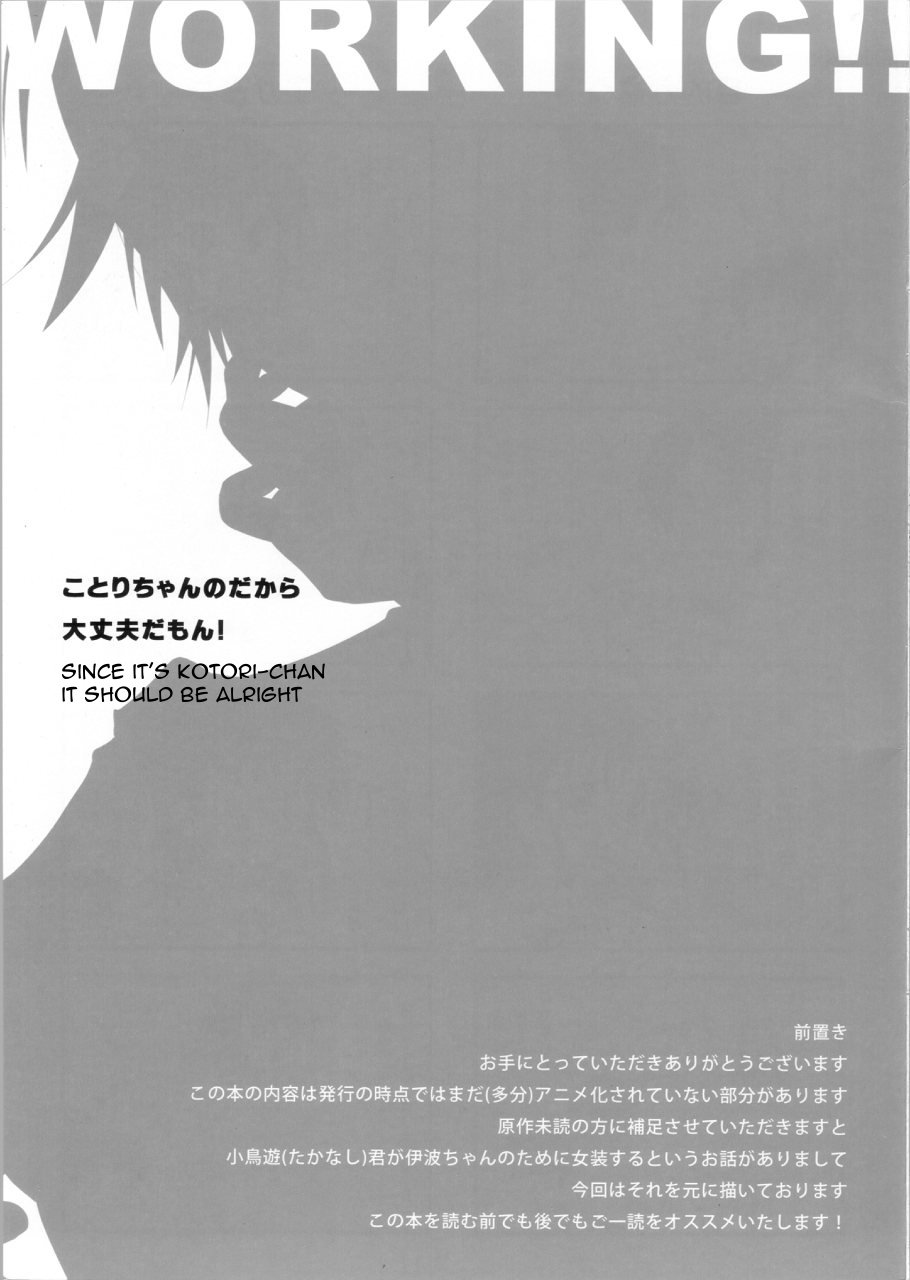 WORKING!!
ことりちゃんのだから
大丈夫だもん!
SINCE IT'S KOTORI-CHAN
IT SHOULD BE ALRIGHT
前置き
お手にとっていただきありがとうございます
この本の内容は発行の時点ではまだ(多分)アニメ化されていない部分があります
原作未読の方に補足させていただきますと
小鳥遊(たかなし)君が伊波ちゃんのために女装するというお話がありまして
今回はそれを元に描いております
この本を読む前でも後でもご一読をオススメいたします!